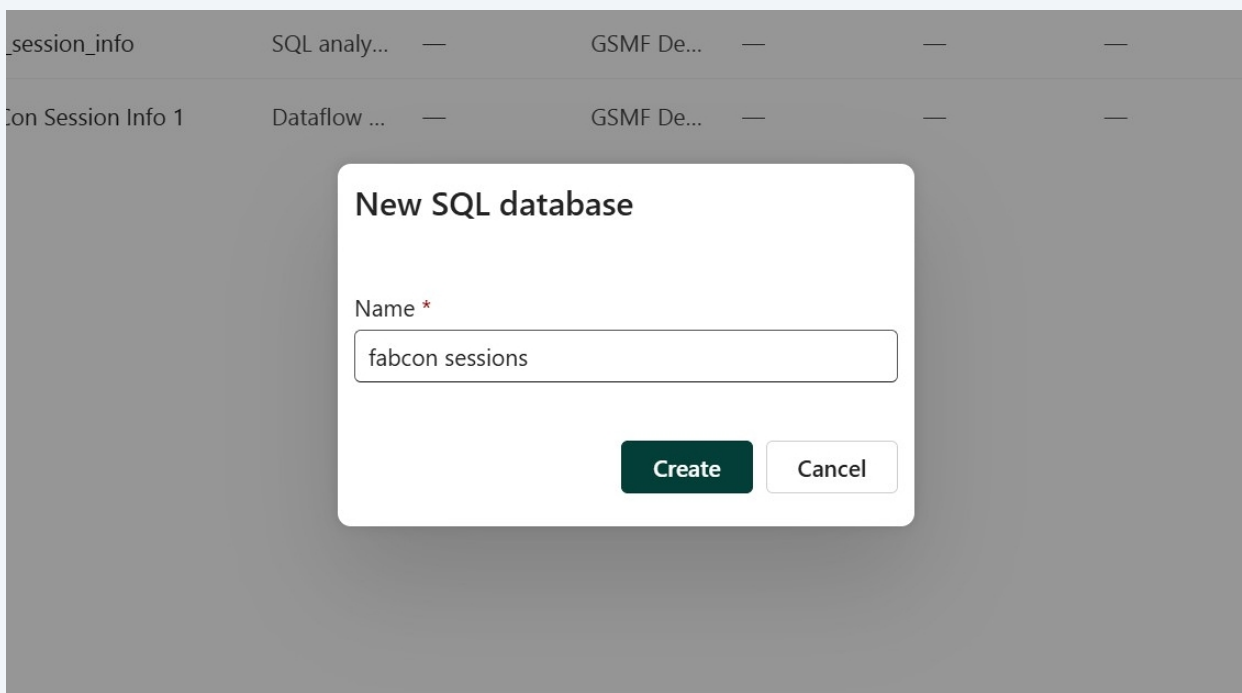 _session_info SQL analy... — GSMF De... — — —
Con Session Info 1 Dataflow ... — GSMF De... — — —
New SQL database
Name *
fabcon sessions
Create Cancel